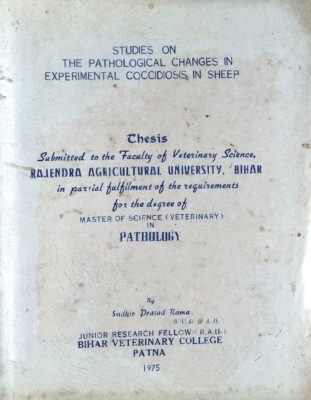 STUDIES ON
THE PATHOLOGICAL CHANGES IN
EXPERIMENTAL COCCIDIOSIS IN SHEEP
Thesis
Submitted to the Faculty of Veterinary Science,
RAJENDRA AGRICULTURAL UNIVERSITY, BIHAR
in partial fulfilment of the requirements
for the degree of
MASTER OF SCIENCE (VETERINARY)
IN
PATHOLOGY
By
Sudhir Prasad Rama
B. V. Sc & A. H.
JUNIOR RESEARCH FELLOW (R.A.U.)
BIHAR VETERINARY COLLEGE
PATNA
1975